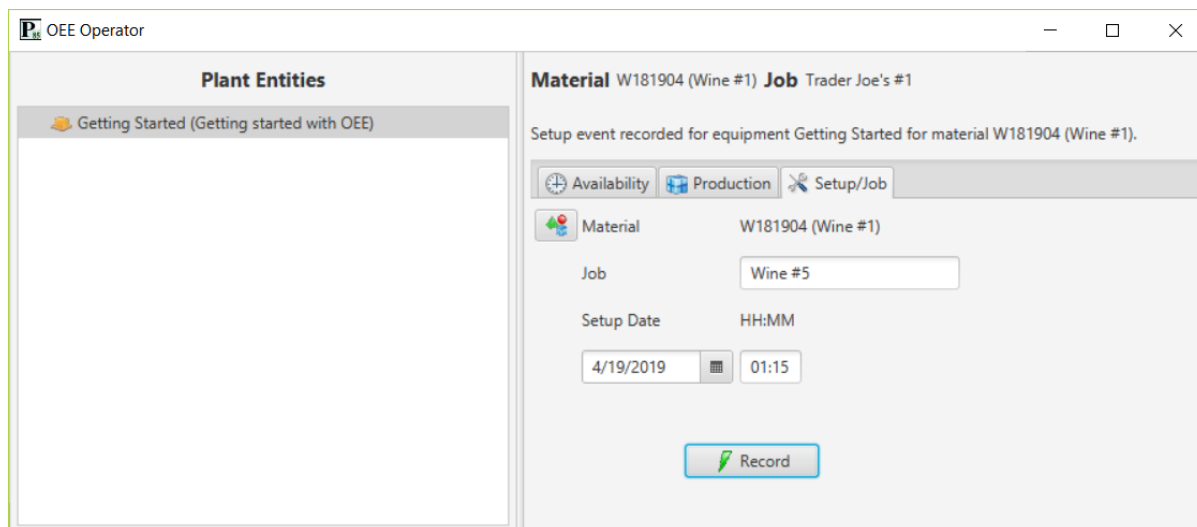 P85 OEE Operator
Plant Entities
Getting Started (Getting started with OEE)
Material W181904 (Wine #1) Job Trader Joe's #1
Setup event recorded for equipment Getting Started for material W181904 (Wine #1).
Availability Production Setup/Job
Material W181904 (Wine #1)
Job Wine #5
Setup Date HH:MM
4/19/2019 01:15
Record